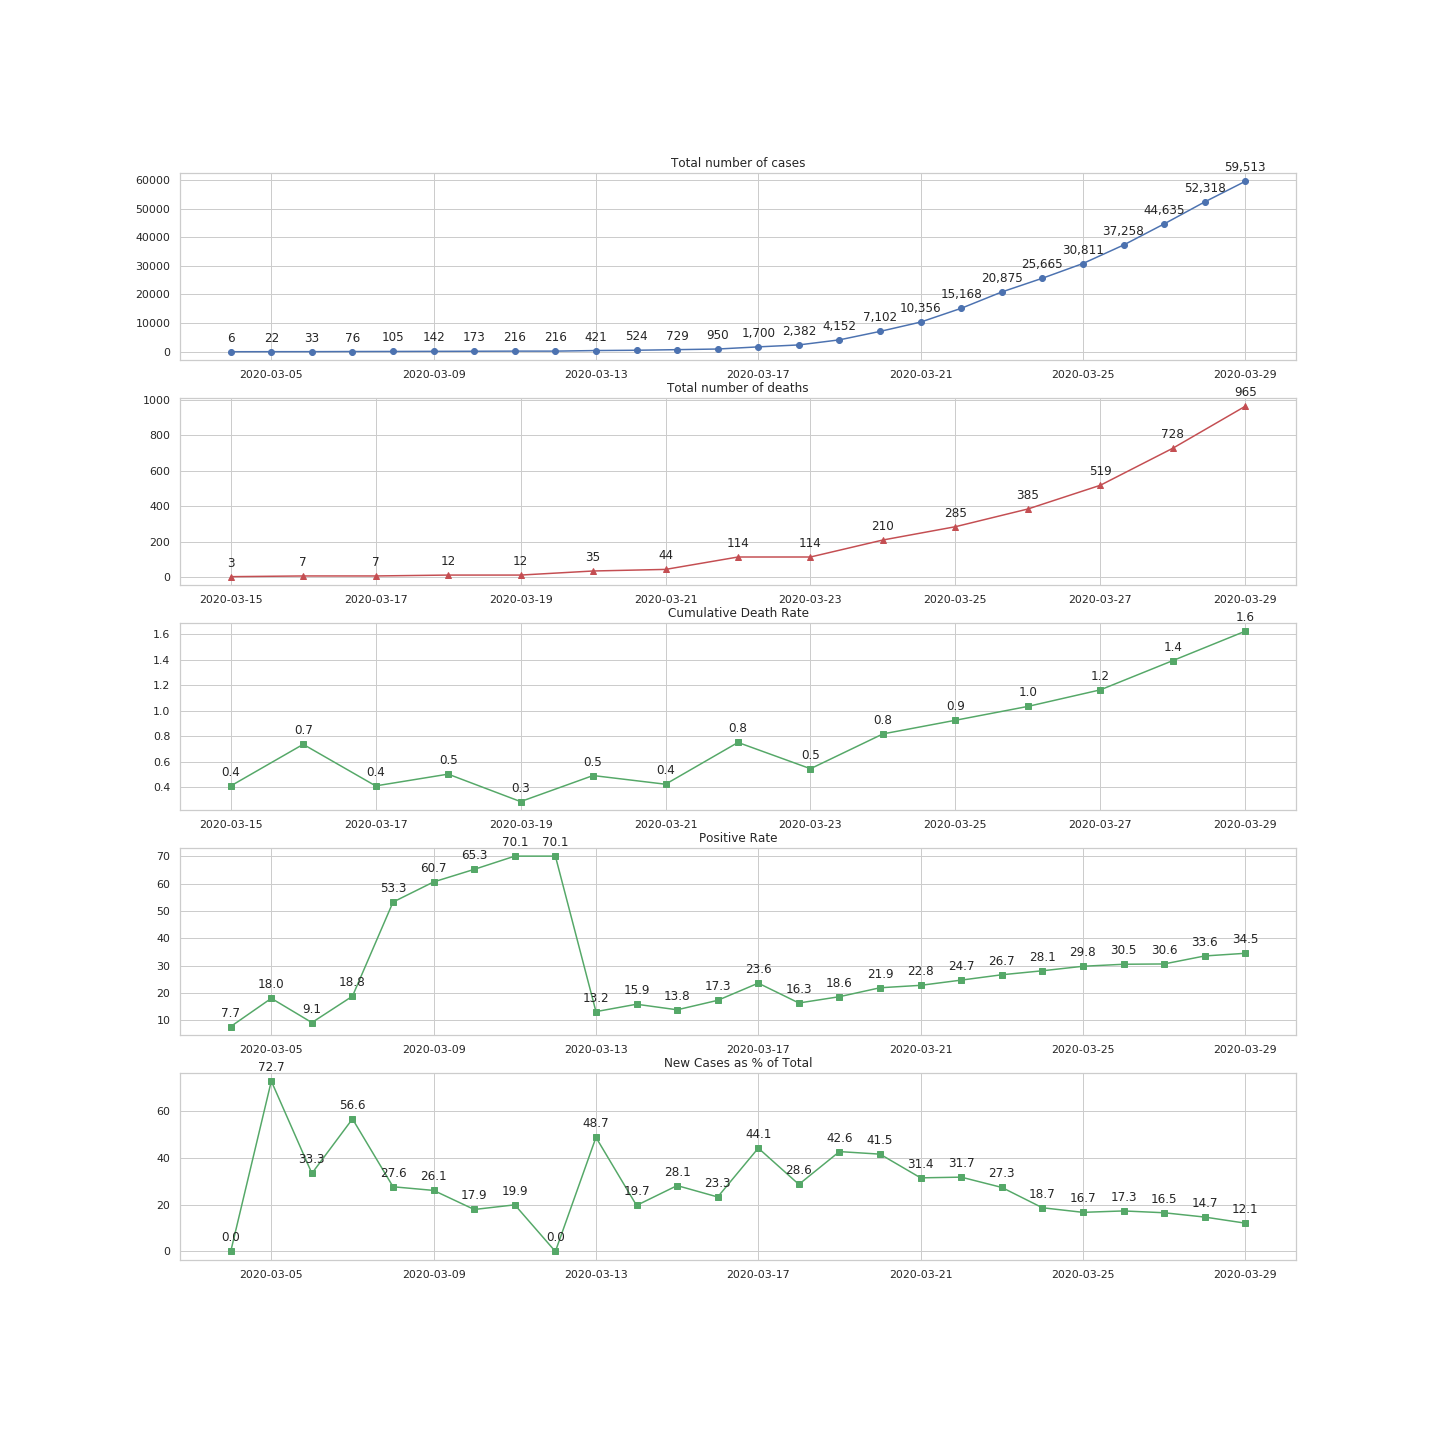 Total number of cases
60000
50000
40000
30000
20000
10000
0
6 22 33 76 105 142 173 216 216 421 524 729 950 1,700 2,382 4,152 7,102 10,356 15,168 20,875 25,665 30,811 37,258 44,635 52,318 59,513
2020-03-05 2020-03-09 2020-03-13 2020-03-17 2020-03-21 2020-03-25 2020-03-29
Total number of deaths
1000
800
600
400
200
0
3 7 7 12 12 35 44 114 114 210 285 385 519 728 965
2020-03-15 2020-03-17 2020-03-19 2020-03-21 2020-03-23 2020-03-25 2020-03-27 2020-03-29
Cumulative Death Rate
1.6
1.4
1.2
1.0
0.8
0.6
0.4
0.4 0.7 0.4 0.5 0.3 0.5 0.4 0.8 0.5 0.8 0.9 1.0 1.2 1.4 1.6
2020-03-15 2020-03-17 2020-03-19 2020-03-21 2020-03-23 2020-03-25 2020-03-27 2020-03-29
Positive Rate
70
60
50
40
30
20
10
7.7 18.0 9.1 18.8 53.3 60.7 65.3 70.1 70.1 13.2 15.9 13.8 17.3 23.6 16.3 18.6 21.9 22.8 24.7 26.7 28.1 29.8 30.5 30.6 33.6 34.5
2020-03-05 2020-03-09 2020-03-13 2020-03-17 2020-03-21 2020-03-25 2020-03-29
New Cases as % of Total
60
40
20
0
0.0 72.7 33.3 56.6 27.6 26.1 17.9 19.9 0.0 48.7 19.7 28.1 23.3 44.1 28.6 42.6 41.5 31.4 31.7 27.3 18.7 16.7 17.3 16.5 14.7 12.1
2020-03-05 2020-03-09 2020-03-13 2020-03-17 2020-03-21 2020-03-25 2020-03-29